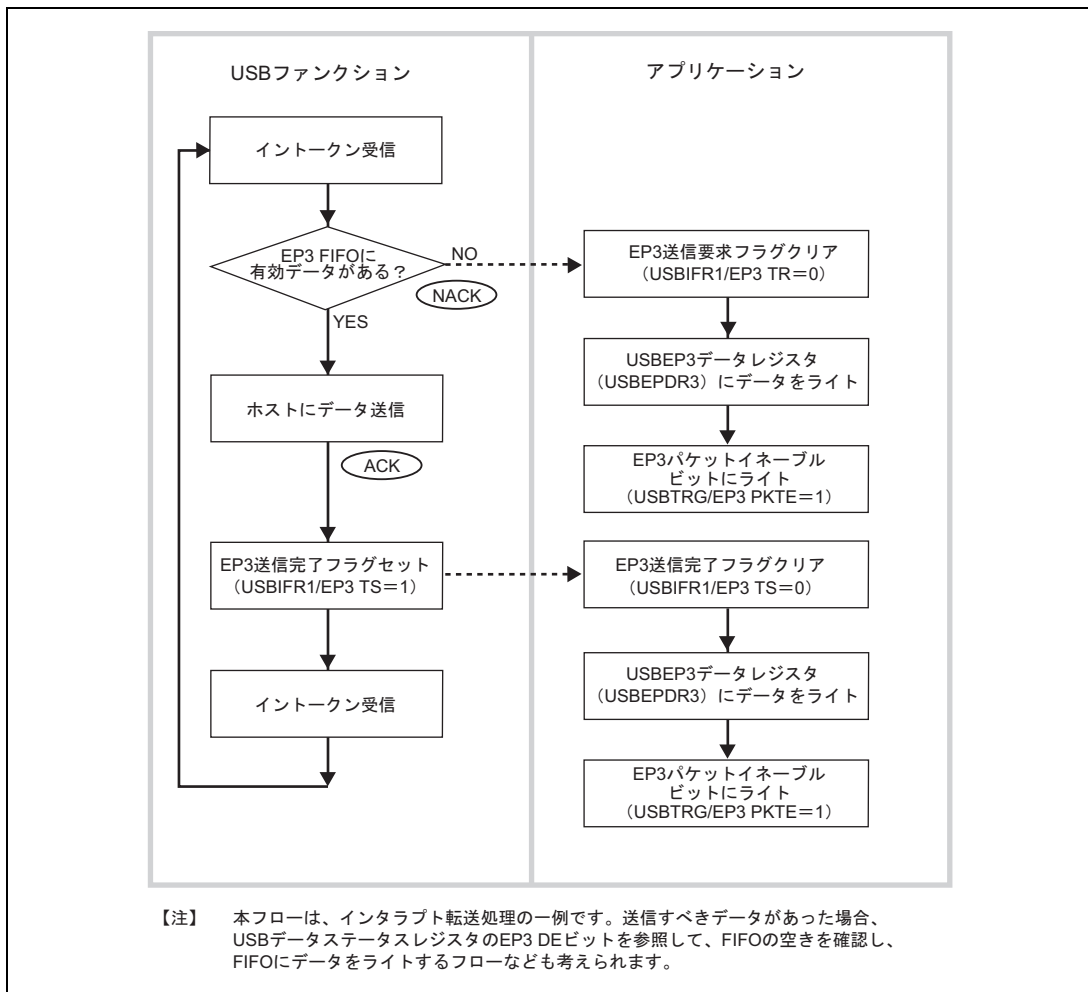 USBファンクション
イントークン受信
EP3 FIFOに
有効データがある？
NO
NACK
YES
ホストにデータ送信
ACK
EP3送信完了フラグセット
（USBIFR1/EP3 TS＝1）
イントークン受信
アプリケーション
EP3送信要求フラグクリア
（USBIFR1/EP3 TR＝0）
USBEP3データレジスタ
（USBEPDR3）にデータをライト
EP3パケットイネーブル
ビットにライト
（USBTRG/EP3 PKTE＝1）
EP3送信完了フラグクリア
（USBIFR1/EP3 TS＝0）
USBEP3データレジスタ
（USBEPDR3）にデータをライト
EP3パケットイネーブル
ビットにライト
（USBTRG/EP3 PKTE＝1）
【注】 本フローは、インタラプト転送処理の一例です。送信すべきデータがあった場合、
USBデータステータスレジスタのEP3 DEビットを参照して、FIFOの空きを確認し、
FIFOにデータをライトするフローなども考えられます。